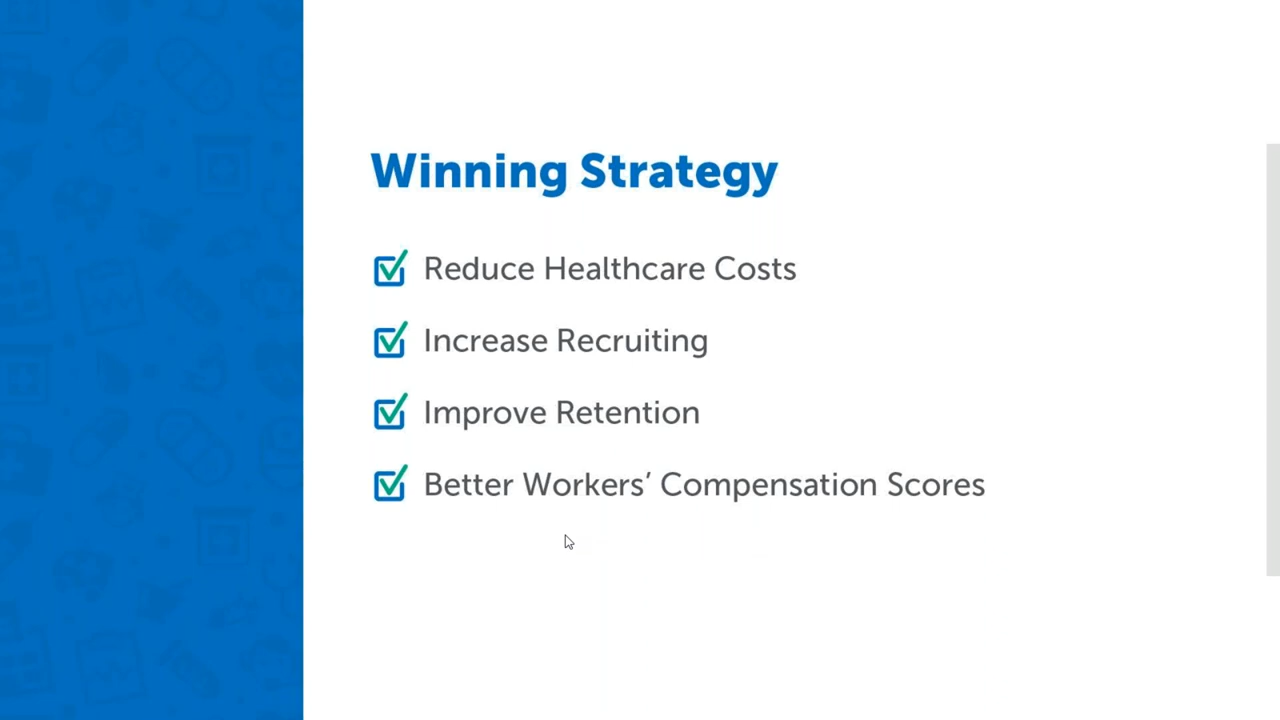 Winning Strategy
Reduce Healthcare Costs
Increase Recruiting
Improve Retention
Better Workers’ Compensation Scores